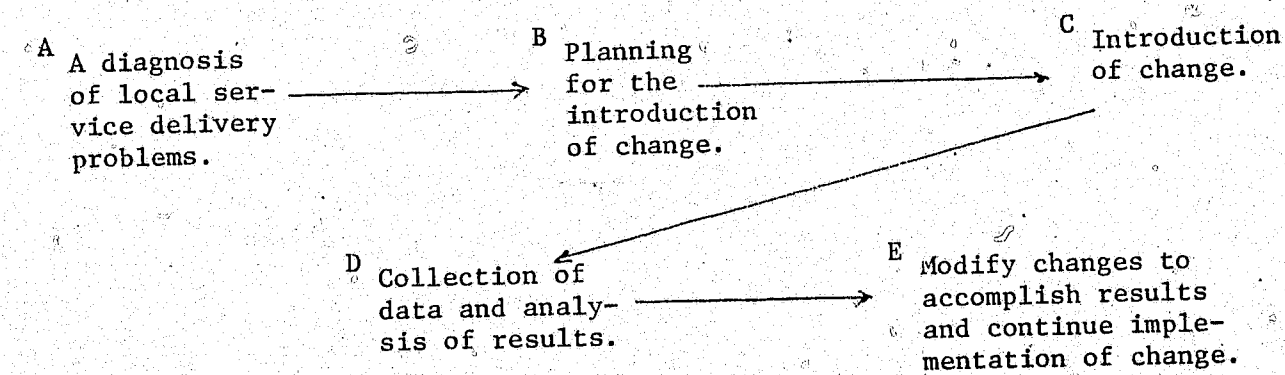 A
A diagnosis
of local ser-
vice delivery
problems.
B
Planning
for the
introduction
of change.
C
Introduction
of change.
D
Collection of
data and analy-
sis of results.
E
Modify changes to
accomplish results
and continue imple-
mentation of change.